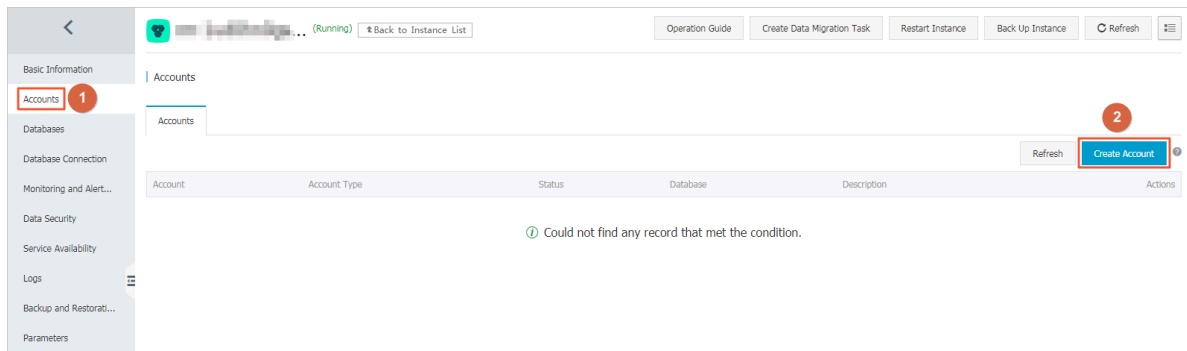 (Running) Back to Instance List Operation Guide Create Data Migration Task Restart Instance Back Up Instance Refresh
Basic Information
Accounts
Accounts 1
Accounts
2
Databases
Database Connection
Refresh Create Account
Monitoring and Alert...
Account Account Type Status Database Description Actions
Data Security
Could not find any record that met the condition.
Service Availability
Logs
Backup and Restorati...
Parameters